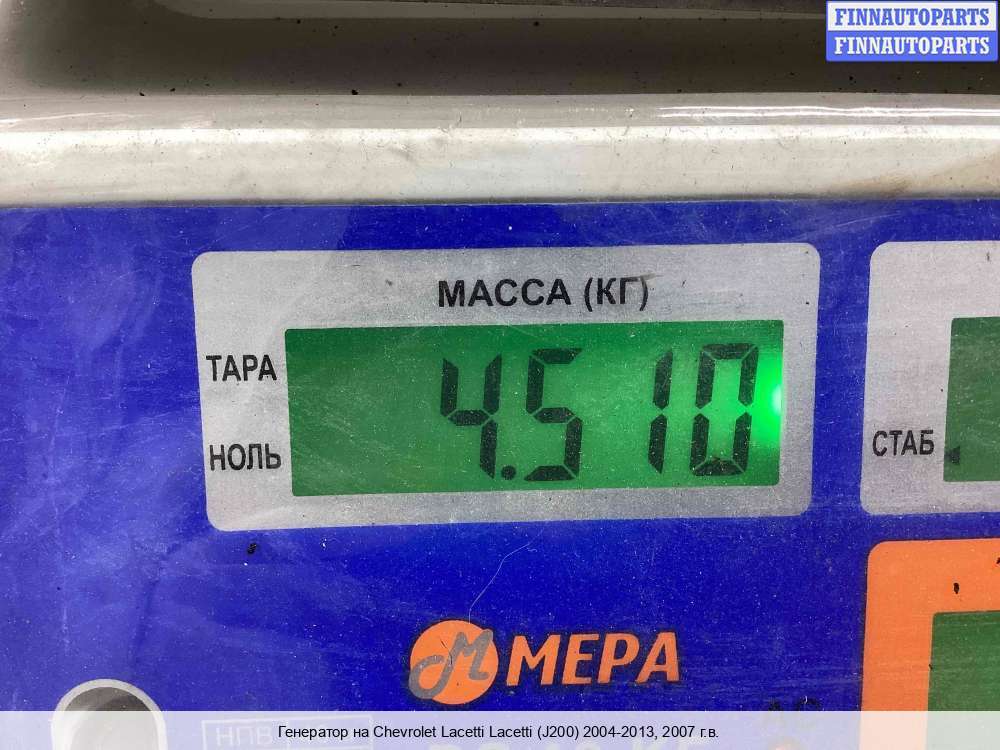 FINNAUTOPARTS
FINNAUTOPARTS
МАССА (КГ)
ТАРА
4.510
НОЛЬ
СТАБ
М МЕРА
НПВ
Генератор на Chevrolet Lacetti Lacetti (J200) 2004-2013, 2007 г.в.